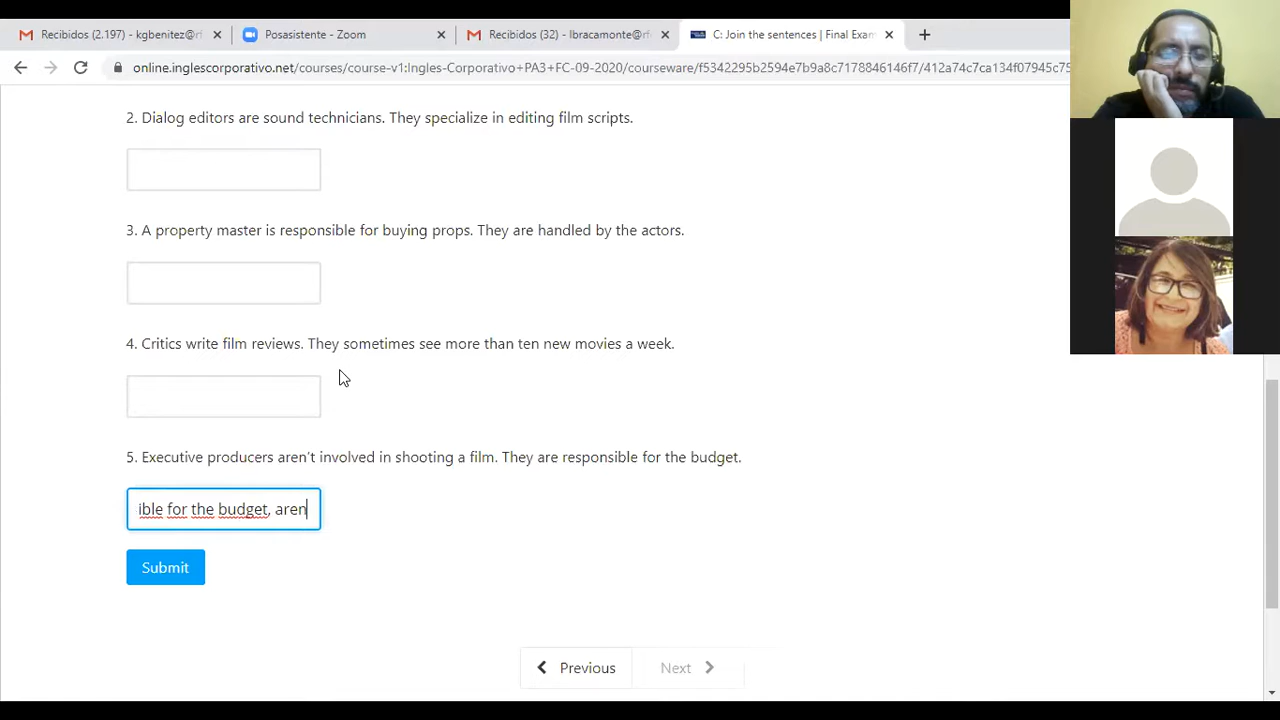 Recibidos (2.197) - kgbenitez@rf
Posasistente - Zoom
Recibidos (32) - lbracamonte@rf
C: Join the sentences | Final Exam
online.inglescorporativo.net/courses/course-v1:Ingles-Corporativo+PA3+FC-09-2020/courseware/f5342295b2594e7b9a8c7178846146f7/412a74c7ca134f07945c75
2. Dialog editors are sound technicians. They specialize in editing film scripts.
3. A property master is responsible for buying props. They are handled by the actors.
4. Critics write film reviews. They sometimes see more than ten new movies a week.
5. Executive producers aren't involved in shooting a film. They are responsible for the budget.
ible for the budget, aren
Submit
Previous
Next